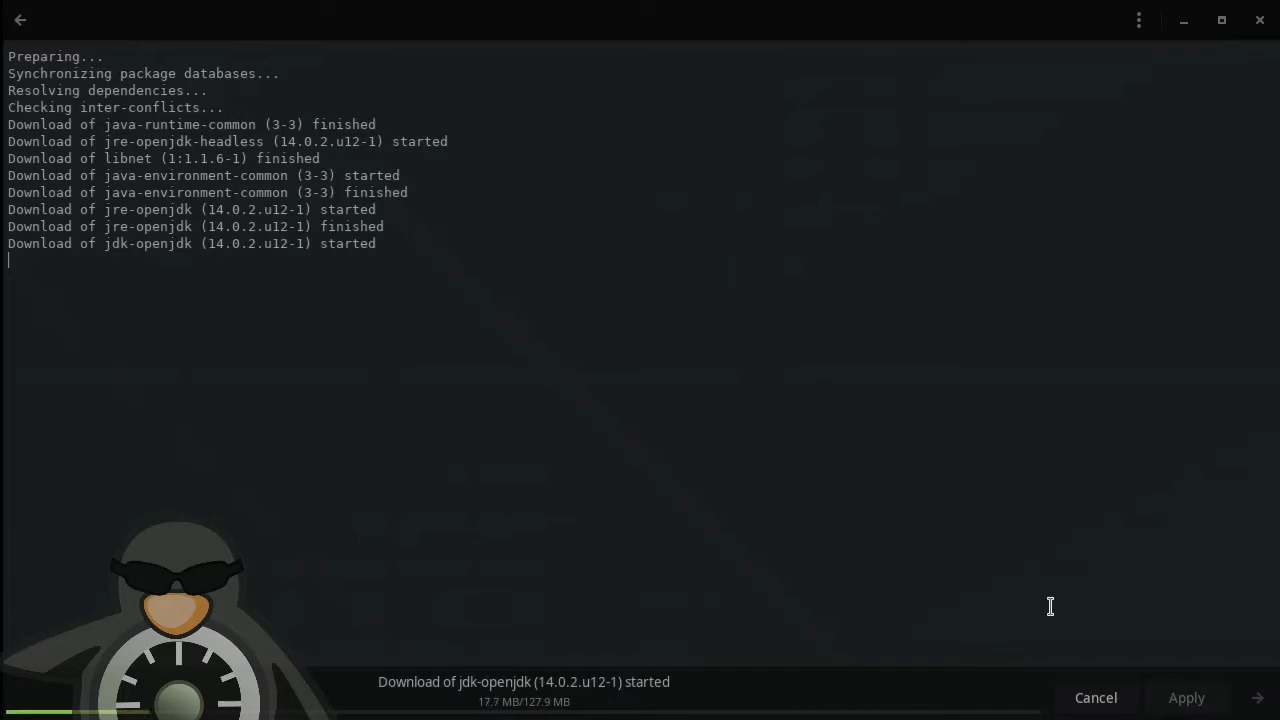 Preparing...
Synchronizing package databases...
Resolving dependencies...
Checking inter-conflicts...
Download of java-runtime-common (3-3) finished
Download of jre-openjdk-headless (14.0.2.u12-1) started
Download of libnet (1:1.1.6-1) finished
Download of java-environment-common (3-3) started
Download of java-environment-common (3-3) finished
Download of jre-openjdk (14.0.2.u12-1) started
Download of jre-openjdk (14.0.2.u12-1) finished
Download of jdk-openjdk (14.0.2.u12-1) started
Download of jdk-openjdk (14.0.2.u12-1) started
17.7 MB/127.9 MB
Cancel
Apply